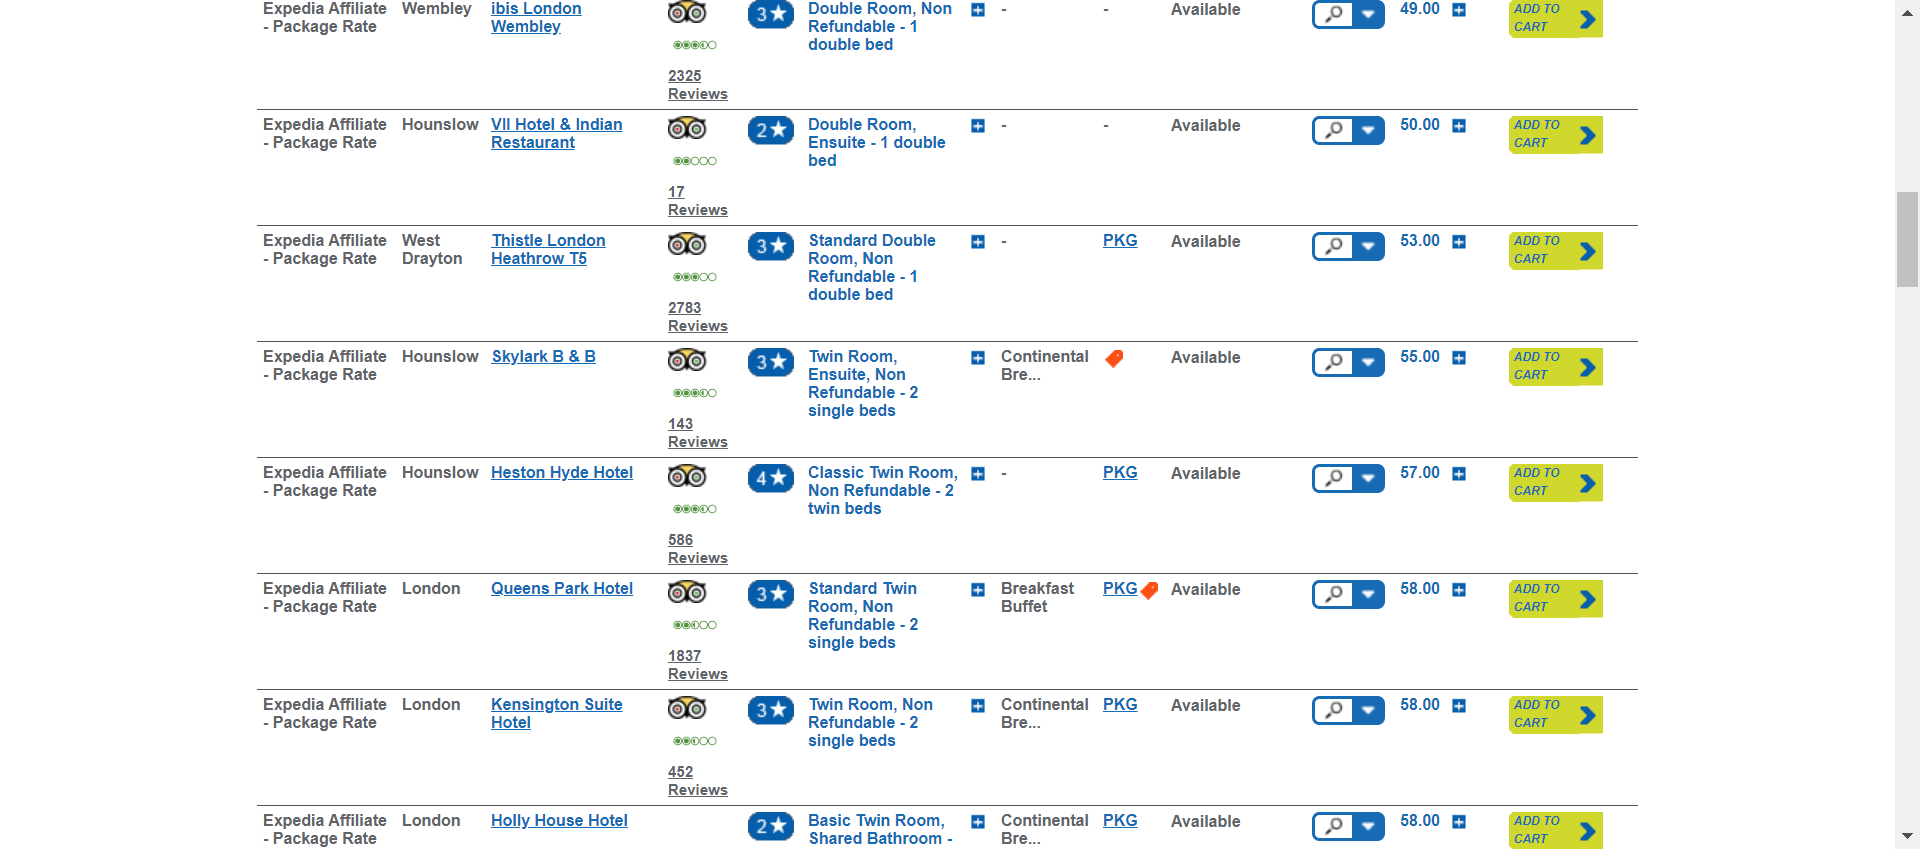 Expedia Affiliate Wembley ibis London 3 Double Room, Non - - Available 49.00 ADD TO
- Package Rate Wembley Refundable - 1 CART
double bed
2325
Reviews
Expedia Affiliate Hounslow VII Hotel & Indian 2 Double Room, - - Available 50.00 ADD TO
- Package Rate Restaurant Ensuite - 1 double CART
bed
17
Reviews
Expedia Affiliate West Thistle London 3 Standard Double - PKG Available 53.00 ADD TO
- Package Rate Drayton Heathrow T5 Room, Non CART
Refundable - 1
double bed
2783
Reviews
Expedia Affiliate Hounslow Skylark B & B 3 Twin Room, Continental Available 55.00 ADD TO
- Package Rate Ensuite, Non Bre... CART
Refundable - 2
single beds
143
Reviews
Expedia Affiliate Hounslow Heston Hyde Hotel 4 Classic Twin Room, - PKG Available 57.00 ADD TO
- Package Rate Non Refundable - 2 CART
twin beds
586
Reviews
Expedia Affiliate London Queens Park Hotel 3 Standard Twin Breakfast PKG Available 58.00 ADD TO
- Package Rate Room, Non Buffet CART
Refundable - 2
single beds
1837
Reviews
Expedia Affiliate London Kensington Suite 3 Twin Room, Non Continental PKG Available 58.00 ADD TO
- Package Rate Hotel Refundable - 2 Bre... CART
single beds
452
Reviews
Expedia Affiliate London Holly House Hotel 2 Basic Twin Room, Continental PKG Available 58.00 ADD TO
- Package Rate Shared Bathroom - Bre... CART